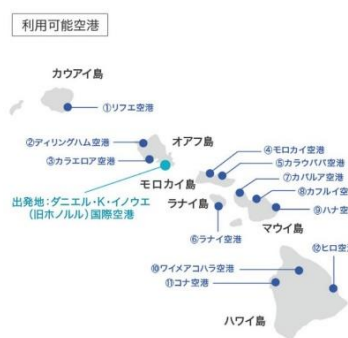 利用可能空港
カウアイ島
①リフエ空港
②ディリングハム空港
オアフ島
③カラエロア空港
④モロカイ空港
⑤カラウパパ空港
モロカイ島
⑦カパルア空港
出発地:ダニエル・K・イノウエ
(旧ホノルル)国際空港
ラナイ島
⑧カフルイ空
⑨ハナ空
マウイ島
⑥ラナイ空港
⑫ヒロ空
⑩ワイメアコハラ空港
⑪コナ空港
ハワイ島